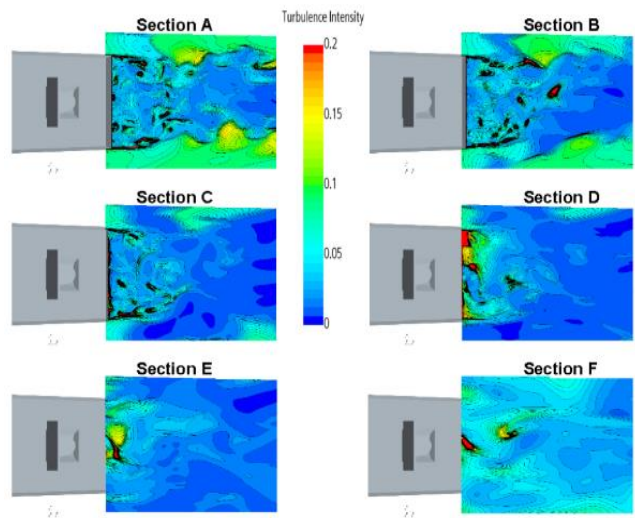 Section A
Turbulence Intensity
Section B
0.2
0.15
0.1
0.05
0
Section C
Section D
Section E
Section F